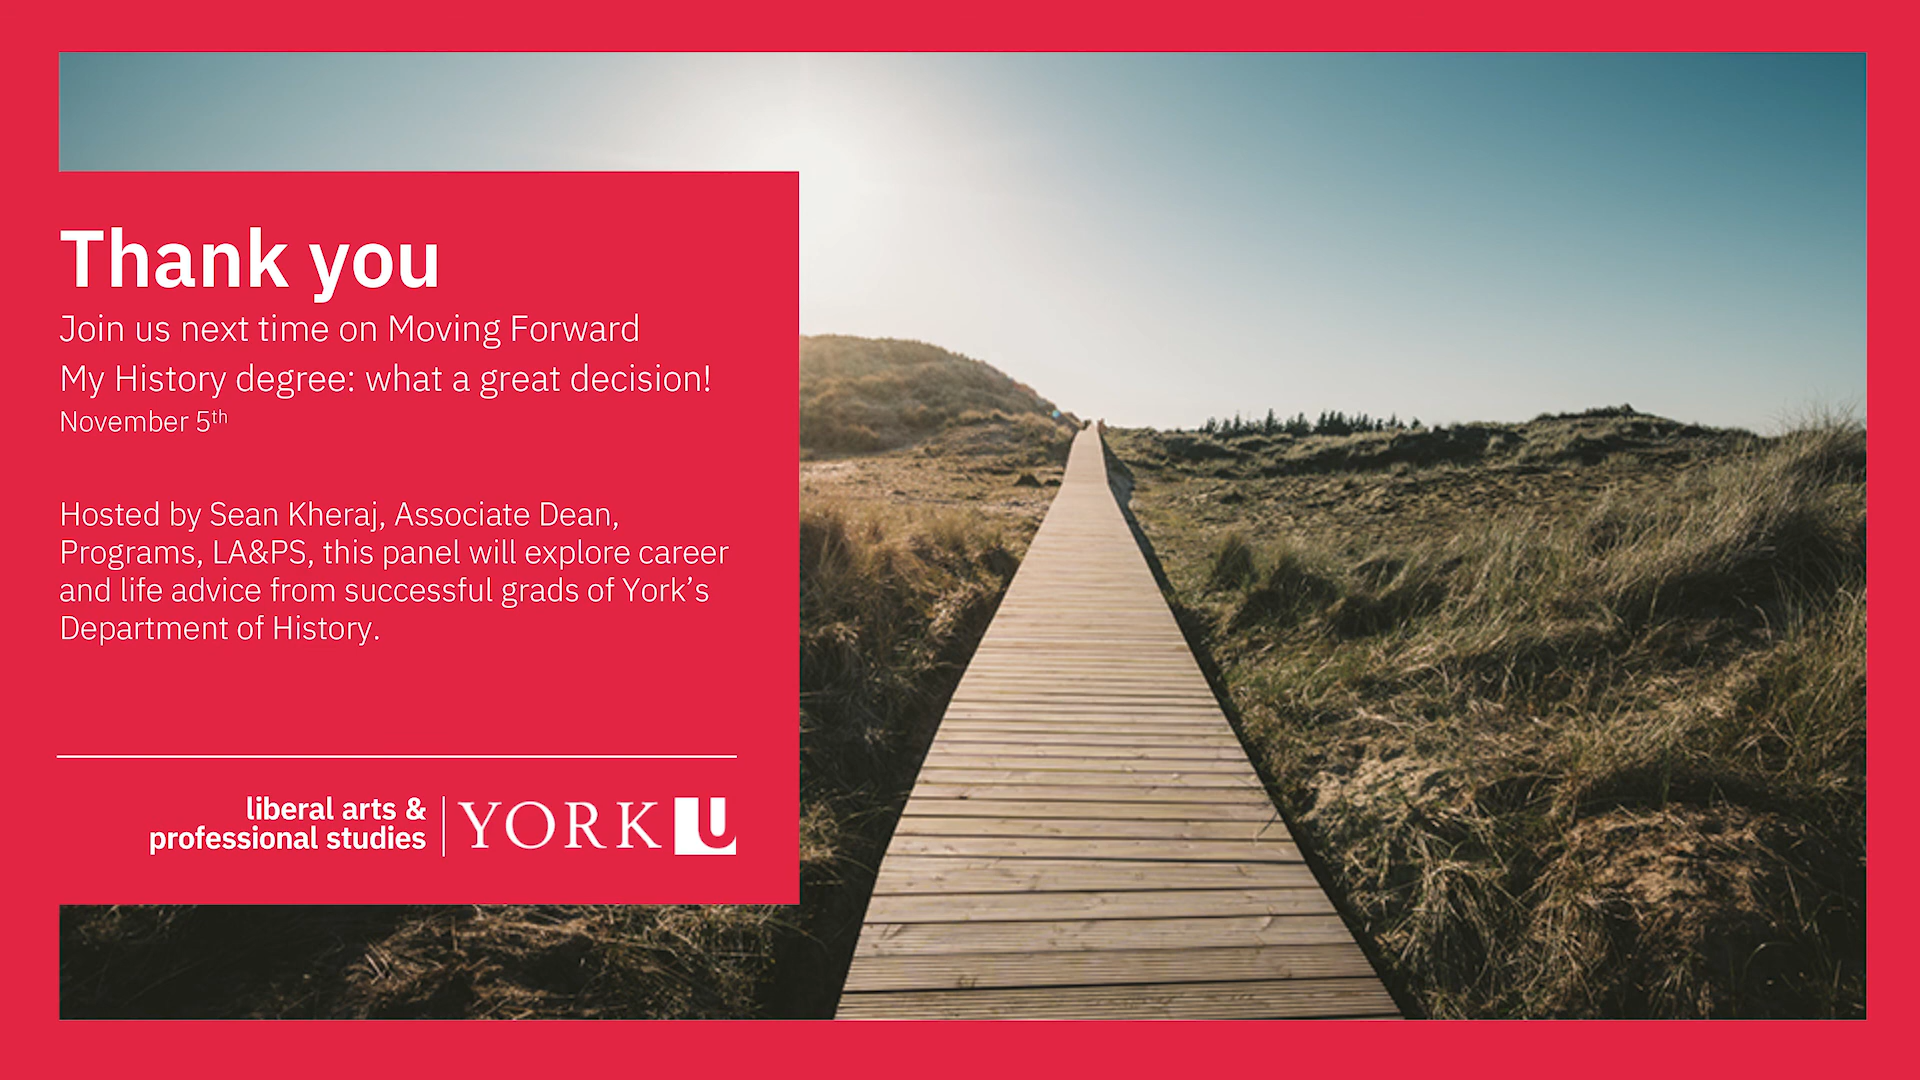 Thank you
Join us next time on Moving Forward
My History degree: what a great decision!
November 5th
Hosted by Sean Kheraj, Associate Dean,
Programs, LA&PS, this panel will explore career
and life advice from successful grads of York’s
Department of History.
liberal arts &
professional studies
YORK U